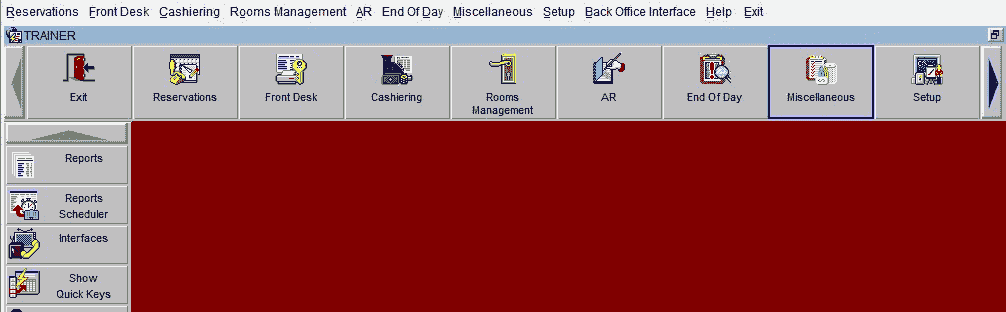 Reservations Front Desk Cashiering Rooms Management AR End Of Day Miscellaneous Setup Back Office Interface Help Exit
TRAINER
Exit Reservations Front Desk Cashiering Rooms Management AR End Of Day Miscellaneous Setup
Reports
Reports
Scheduler
Interfaces
Show
Quick Keys